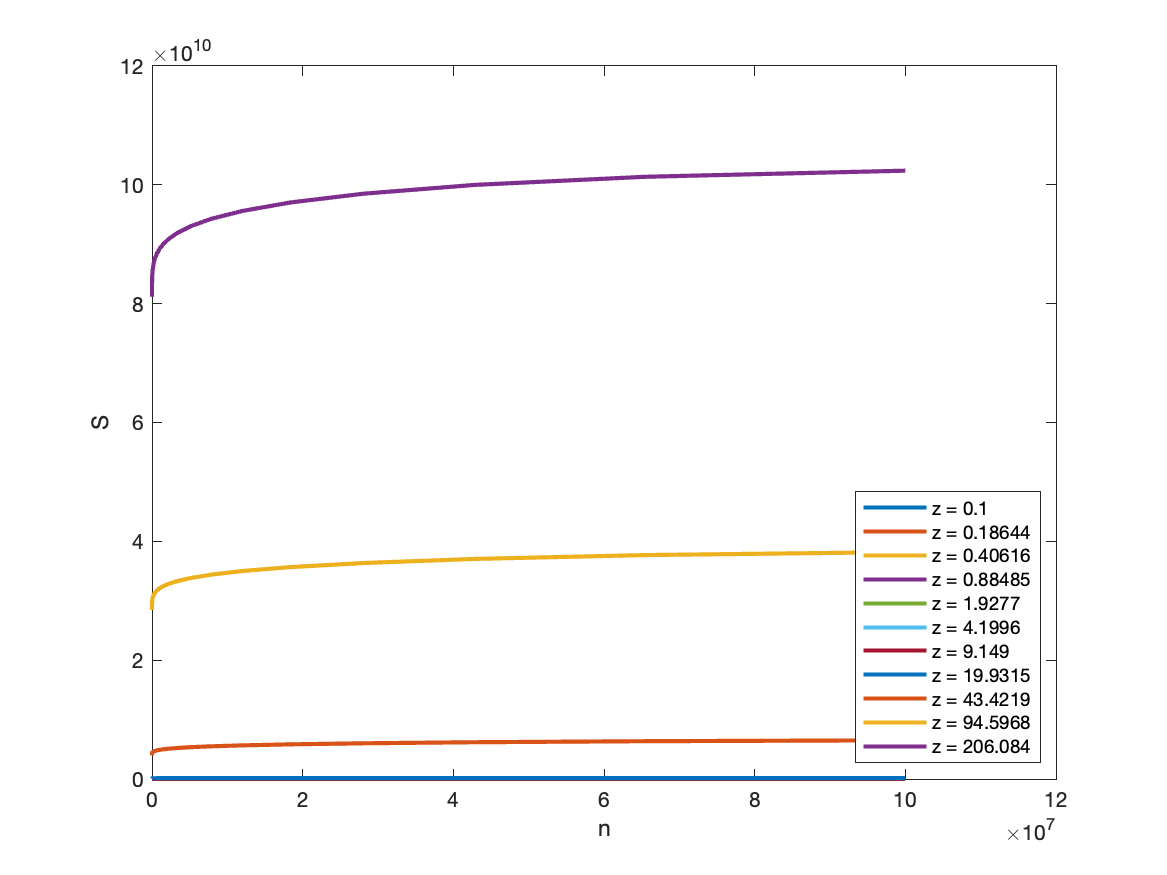 ×10^10
12
10
8
6
4
2
0
S
0 2 4 6 8 10 12
n
×10^7
z = 0.1
z = 0.18644
z = 0.40616
z = 0.88485
z = 1.9277
z = 4.1996
z = 9.149
z = 19.9315
z = 43.4219
z = 94.5968
z = 206.084